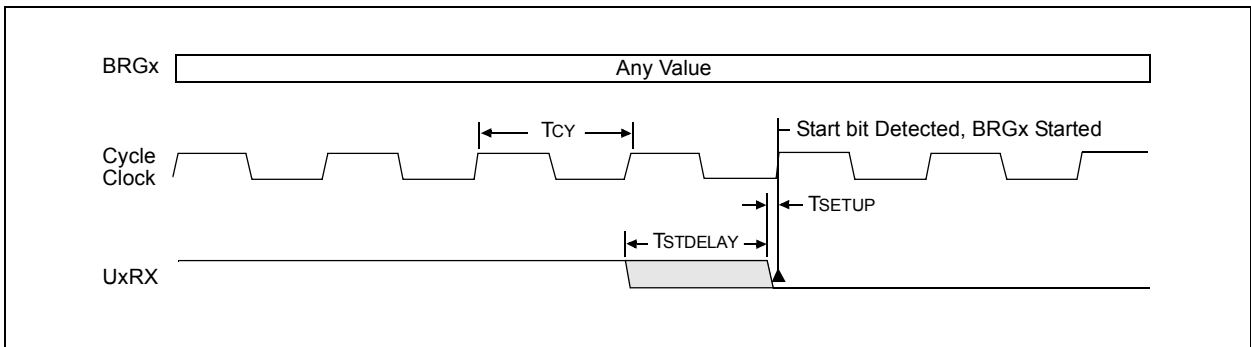 BRGx
Any Value
TCY
Start bit Detected, BRGx Started
Cycle
Clock
TSETUP
TSTDELAY
UxRX